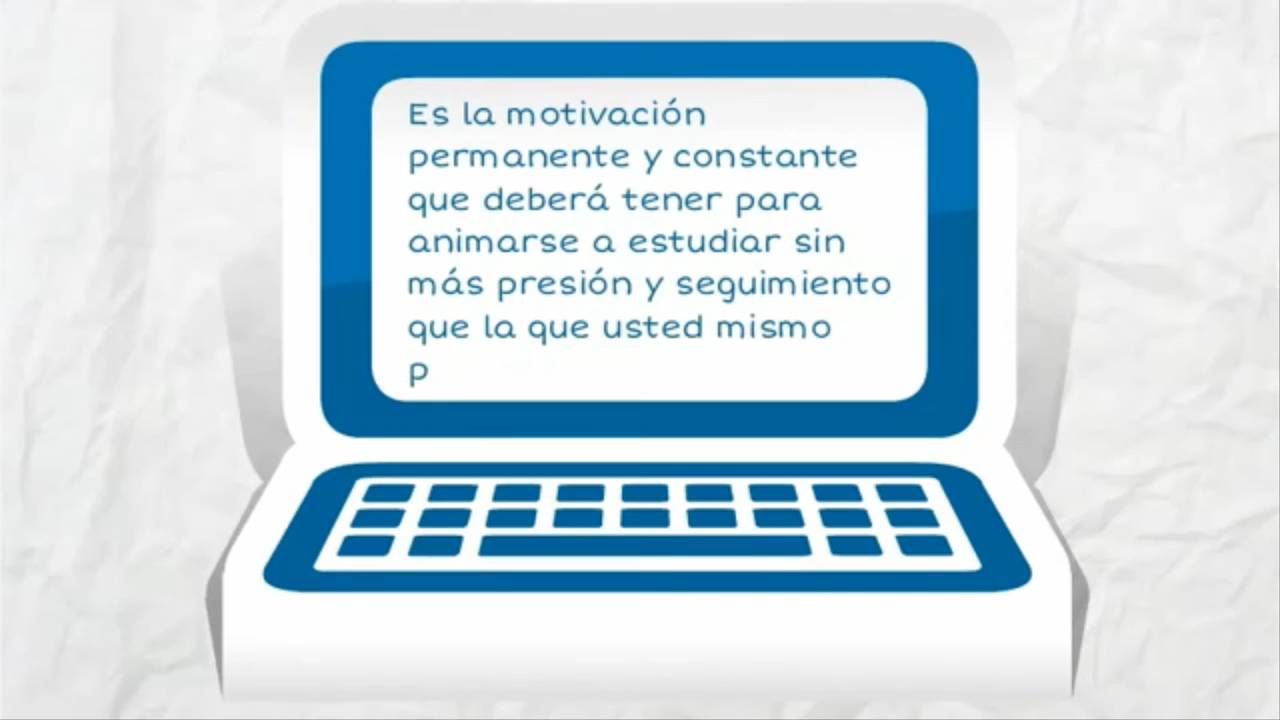 Es la motivación
permanente y constante
que deberá tener para
animarse a estudiar sin
más presión y seguimiento
que la que usted mismo
p